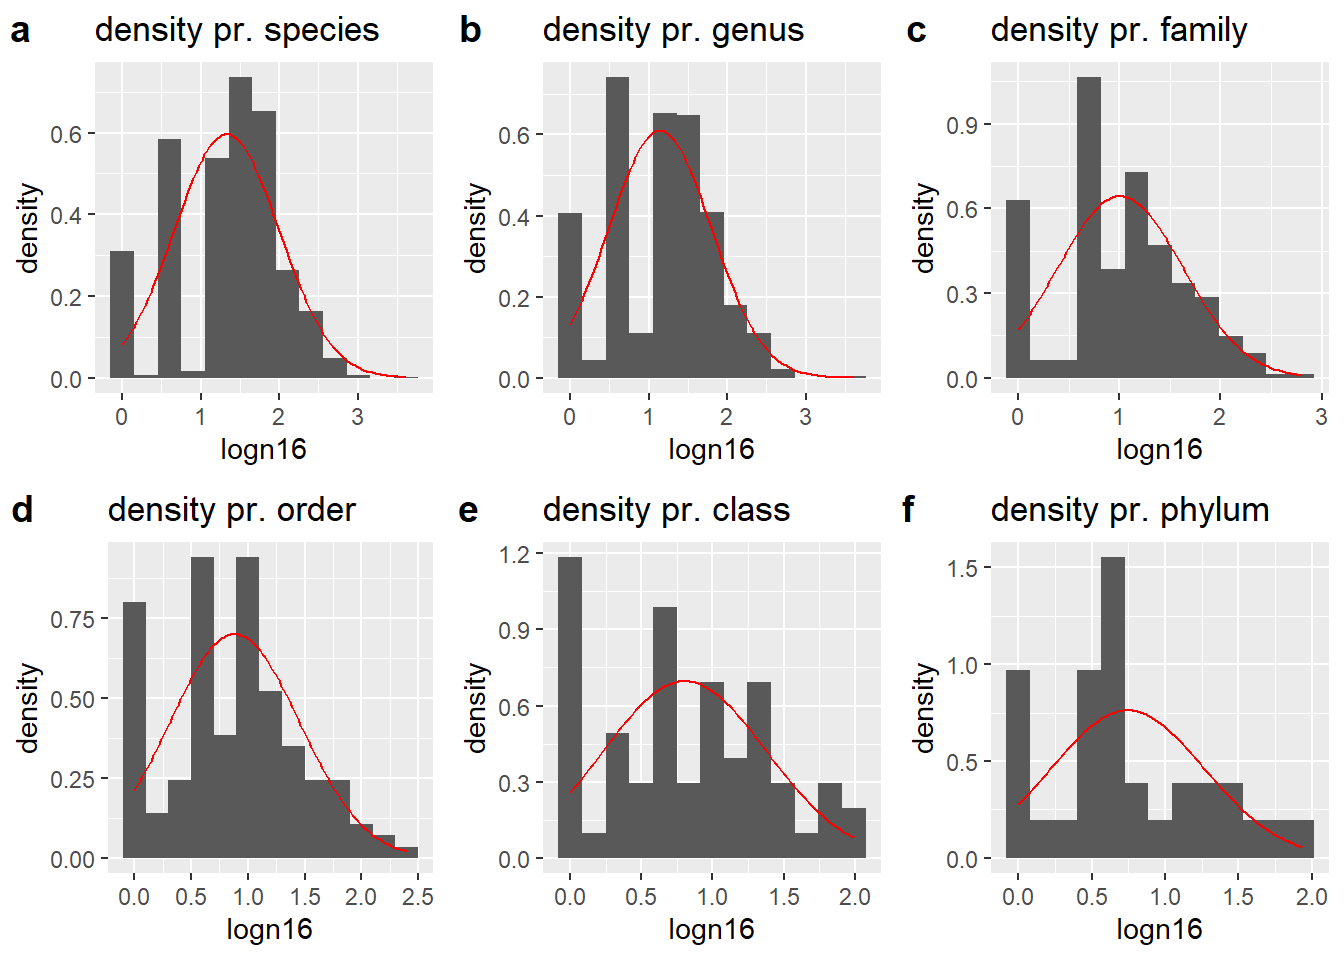 a density pr. species
density
0.6
0.4
0.2
0.0
0 1 2 3
logn16
b density pr. genus
density
0.6
0.4
0.2
0.0
0 1 2 3
logn16
c density pr. family
density
0.9
0.6
0.3
0.0
0 1 2 3
logn16
d density pr. order
density
0.75
0.50
0.25
0.00
0.0 0.5 1.0 1.5 2.0 2.5
logn16
e density pr. class
density
1.2
0.9
0.6
0.3
0.0
0.0 0.5 1.0 1.5 2.0
logn16
f density pr. phylum
density
1.5
1.0
0.5
0.0
0.0 0.5 1.0 1.5 2.0
logn16